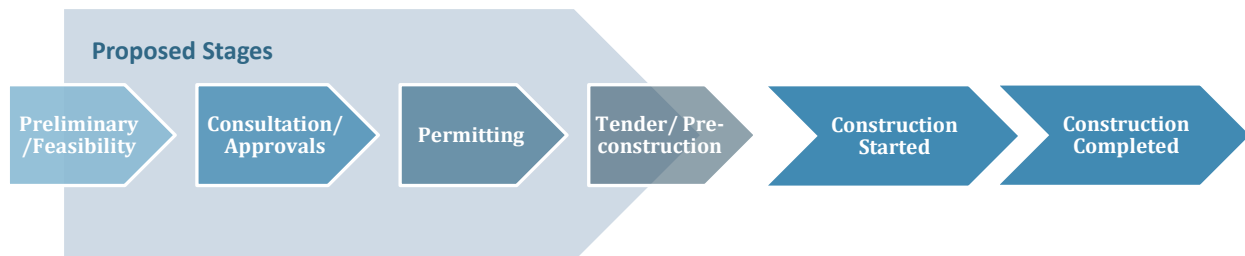 Proposed Stages
Preliminary
/Feasibility
Consultation/
Approvals
Permitting
Tender/ Pre-
construction
Construction
Started
Construction
Completed